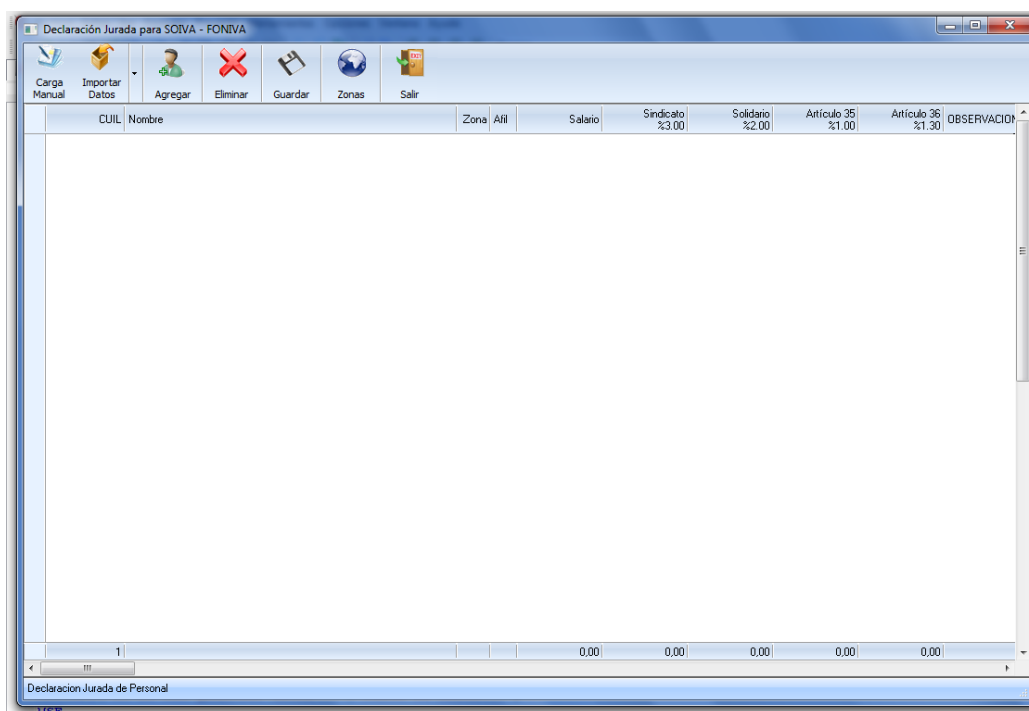 Declaración Jurada para SOIVA - FONIVA
EXIT
Carga Manual
Importar Datos
Agregar
Eliminar
Guardar
Zonas
Salir
CUIL Nombre Zona Afil Salario Sindicato %3.00 Solidario %2.00 Artículo 35 %1.00 Artículo 36 %1.30 OBSERVACION
1 0,00 0,00 0,00 0,00 0,00
Declaracion Jurada de Personal